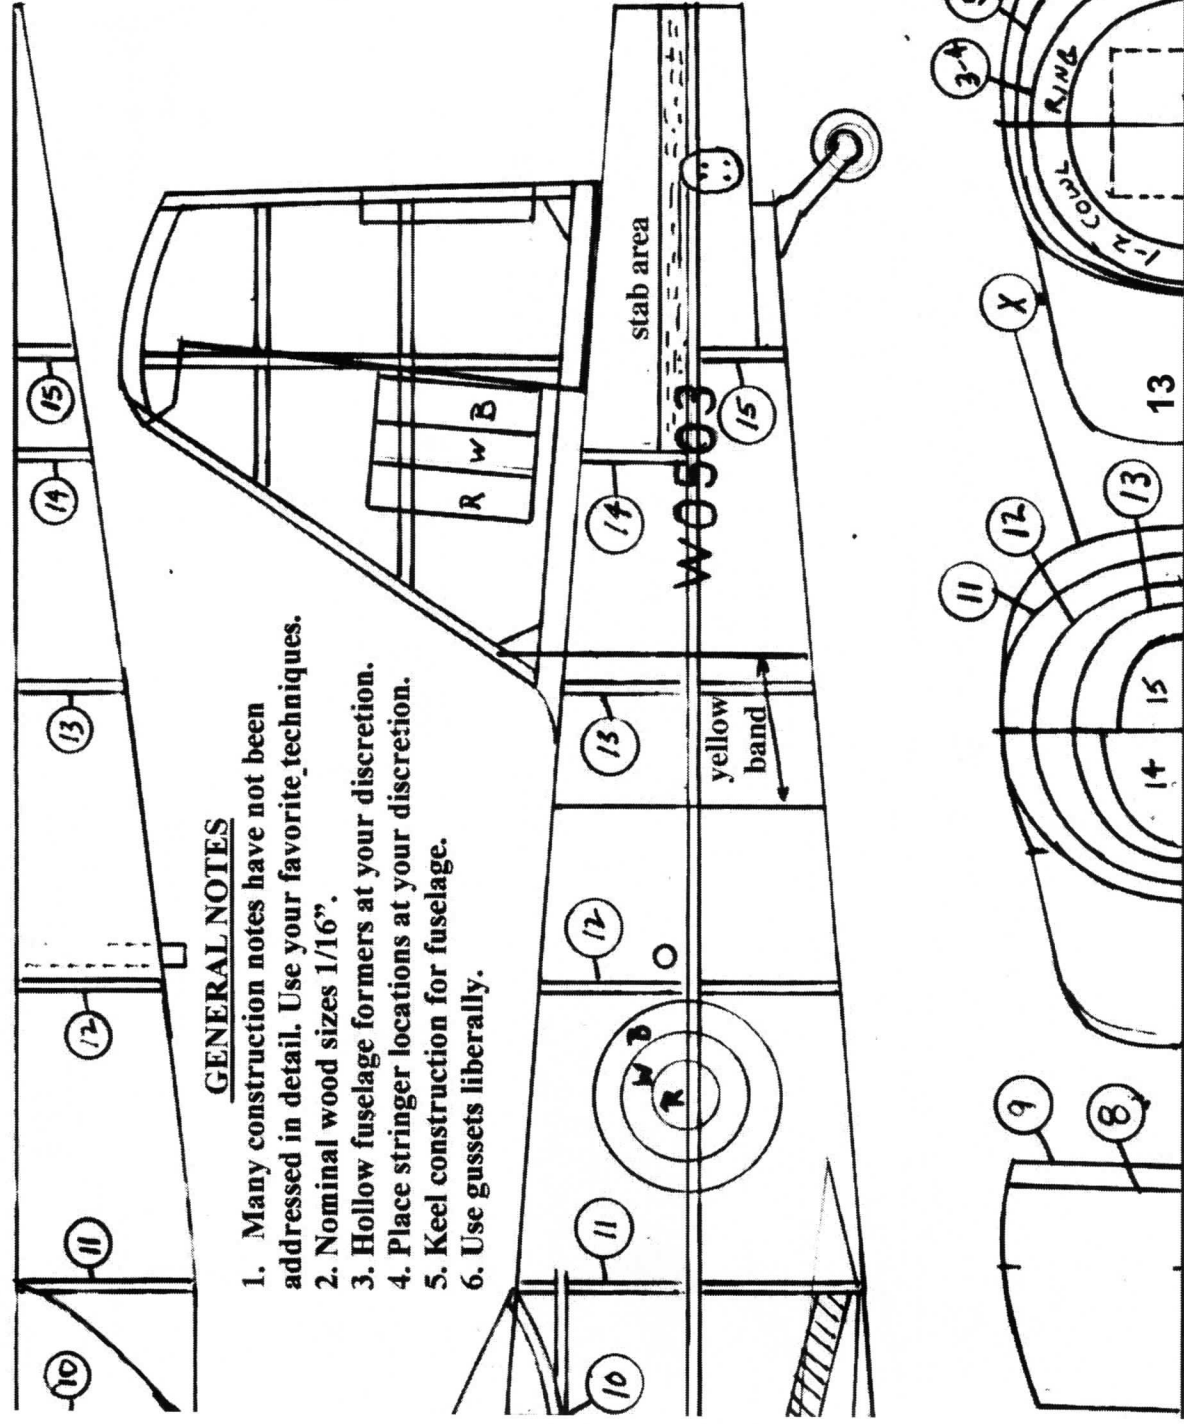 GENERAL NOTES
1. Many construction notes have not been
addressed in detail. Use your favorite techniques.
2. Nominal wood sizes 1/16”.
3. Hollow fuselage formers at your discretion.
4. Place stringer locations at your discretion.
5. Keel construction for fuselage.
6. Use gussets liberally.
10
11
12
13
14
15
R W B
stab area
10
11
12
13
14
15
R
W
B
yellow
band
W0503
9
8
11
12
13
14
15
X
13
3-4
1-2 COWL RING